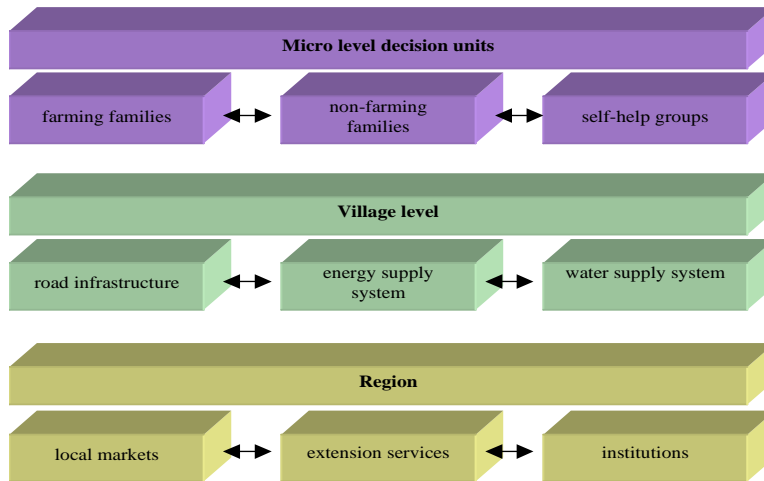 Micro level decision units
farming families
non-farming
families
self-help groups
Village level
road infrastructure
energy supply
system
water supply system
Region
local markets
extension services
institutions